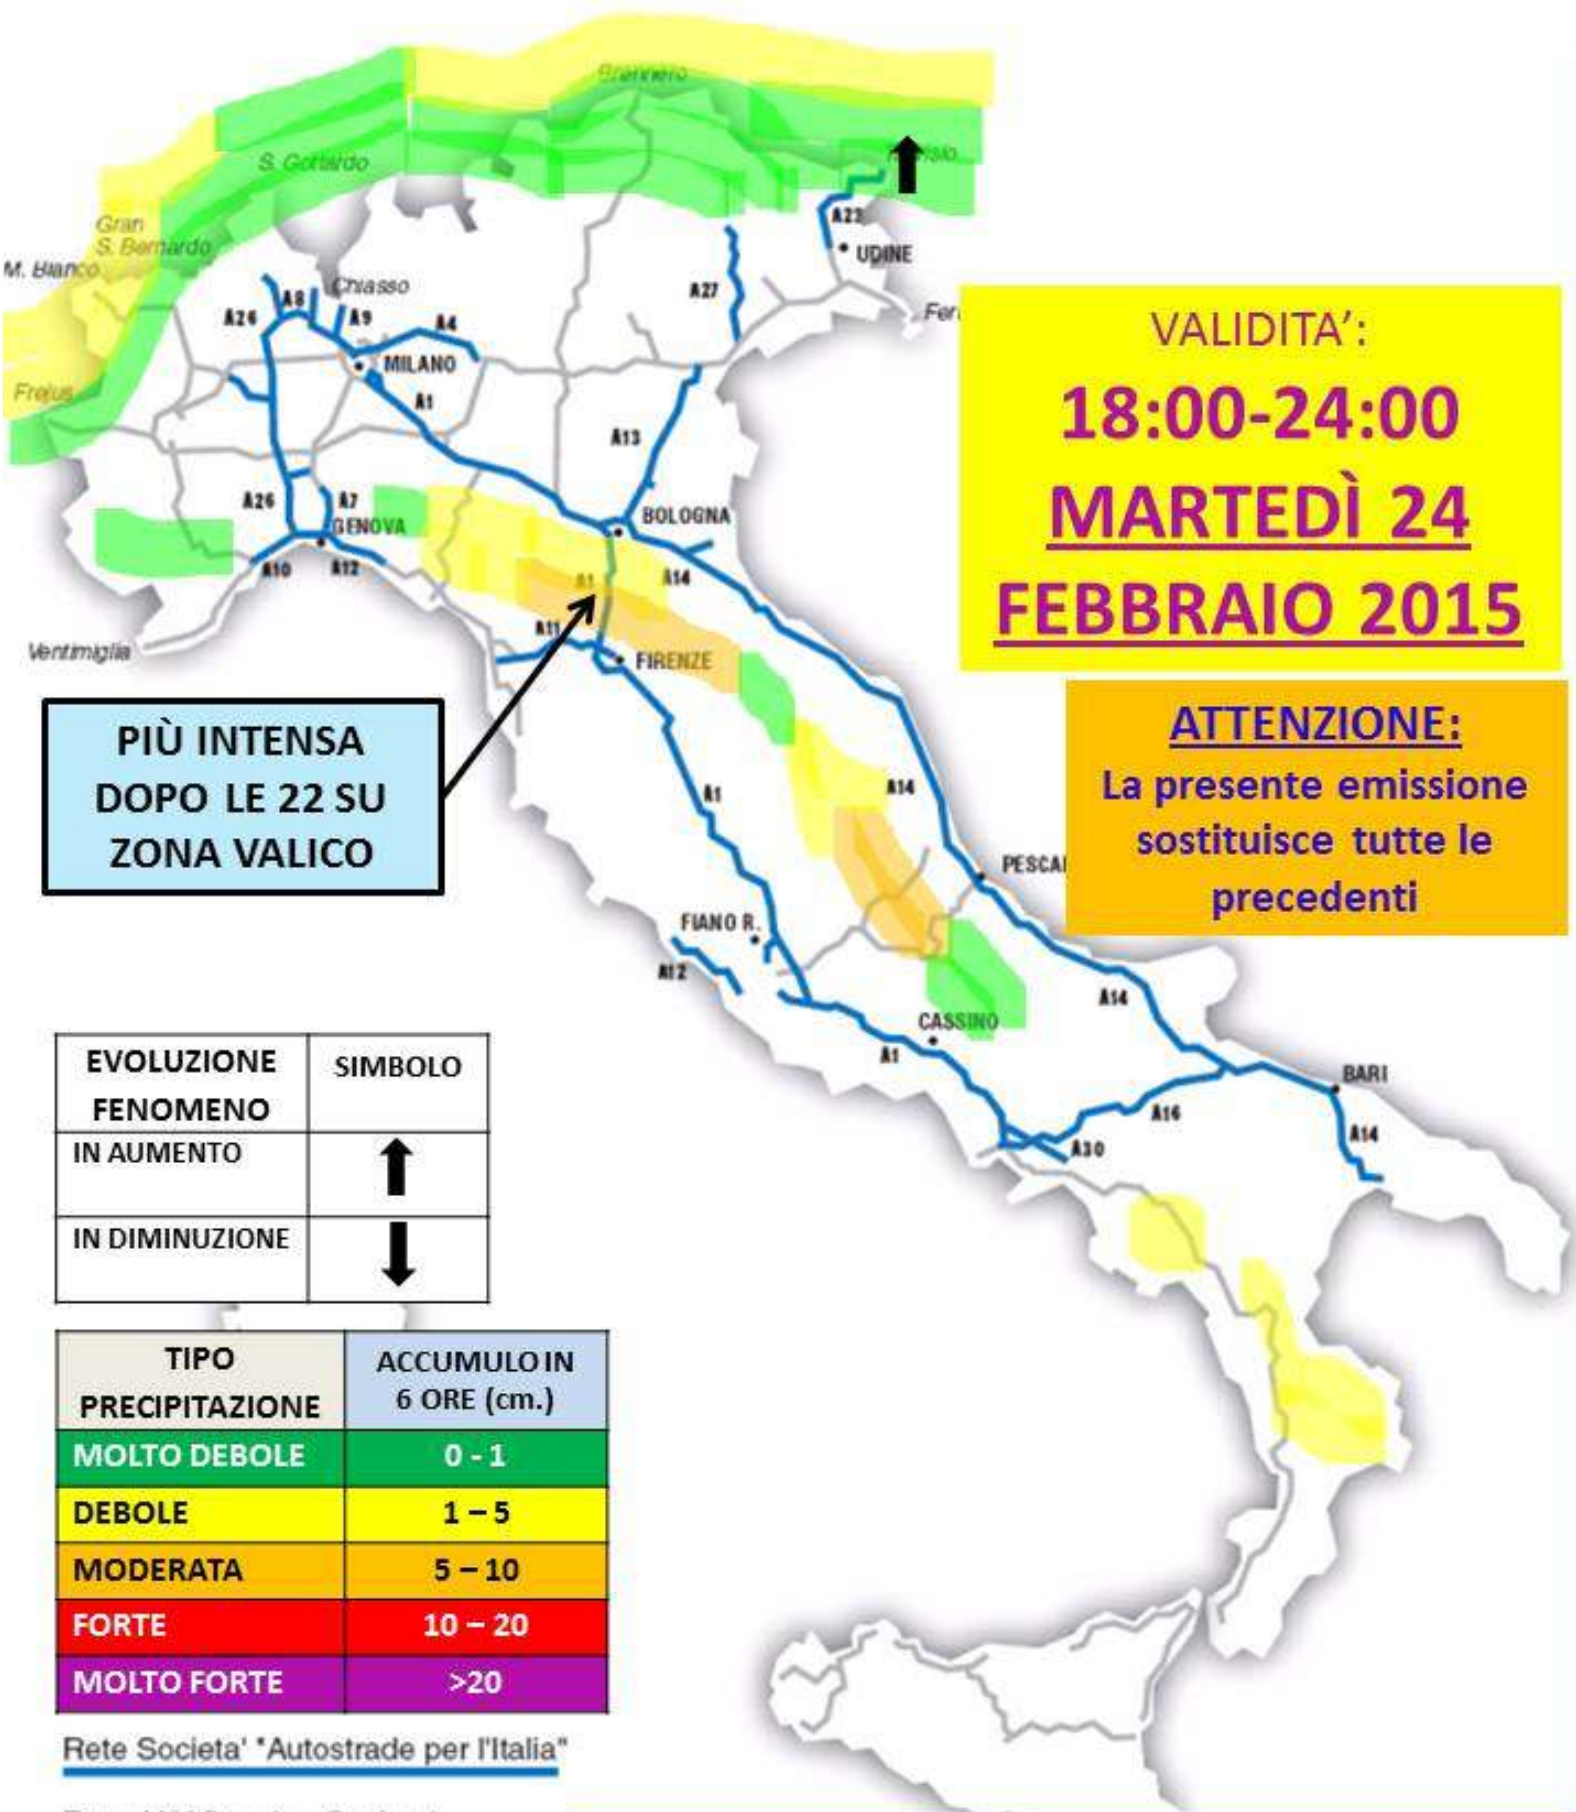 Brennero
S. Gottardo
Gran
S. Bernardo
M. Bianco
Chiasso
A23
UDINE
A8
A26
A9
A4
A27
MILANO
Frejus
A1
A13
A26
A7
GENOVA
BOLOGNA
A10
A12
A1
A14
A11
FIRENZE
Ventimiglia
VALIDITA':
18:00-24:00
MARTEDÌ 24
FEBBRAIO 2015
ATTENZIONE:
La presente emissione
sostituisce tutte le
precedenti
PIÙ INTENSA
DOPO LE 22 SU
ZONA VALICO
A1
A14
FIANO R.
A12
CASSINO
A14
A1
BARI
A16
A30
A14
EVOLUZIONE FENOMENO SIMBOLO
IN AUMENTO
IN DIMINUZIONE
TIPO PRECIPITAZIONE ACCUMULO IN 6 ORE (cm.)
MOLTO DEBOLE 0 - 1
DEBOLE 1 – 5
MODERATA 5 – 10
FORTE 10 – 20
MOLTO FORTE >20
Rete Societa' "Autostrade per l'Italia"